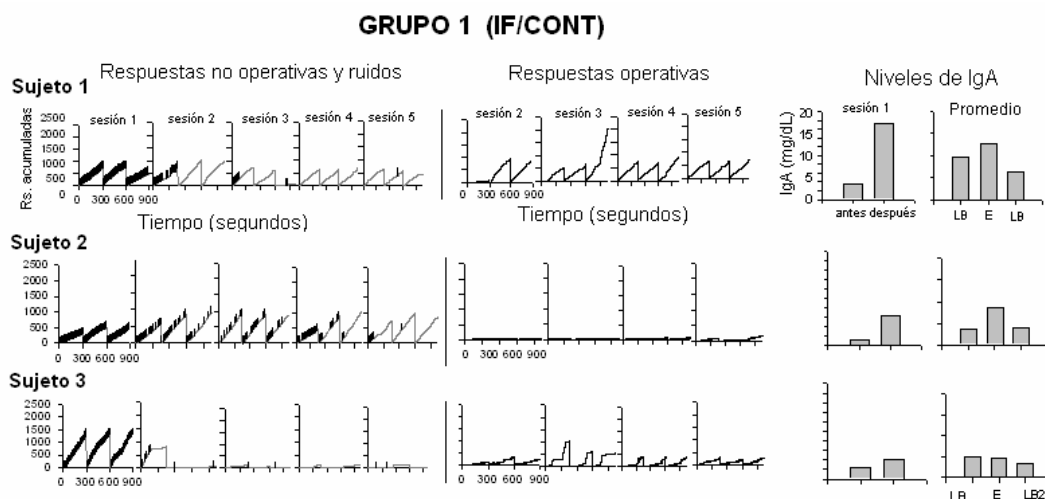 GRUPO 1 (IF/CONT)
Respuestas no operativas y ruidos
Respuestas operativas
Niveles de IgA
Sujeto 1
Rs. acumuladas
2500
2000
1500
1000
500
0
sesión 1 sesión 2 sesión 3 sesión 4 sesión 5
0 300 600 900
Tiempo (segundos)
sesión 2 sesión 3 sesión 4 sesión 5
0 300 600 900
Tiempo (segundos)
IgA (mg/dL)
20
15
10
5
0
sesión 1
antes después
Promedio
LB E LB
Sujeto 2
2500
2000
1500
1000
500
0
0 300 600 900
0 300 600 900
Sujeto 3
2500
2000
1500
1000
500
0
0 300 600 900
0 300 600 900
LB E LB2